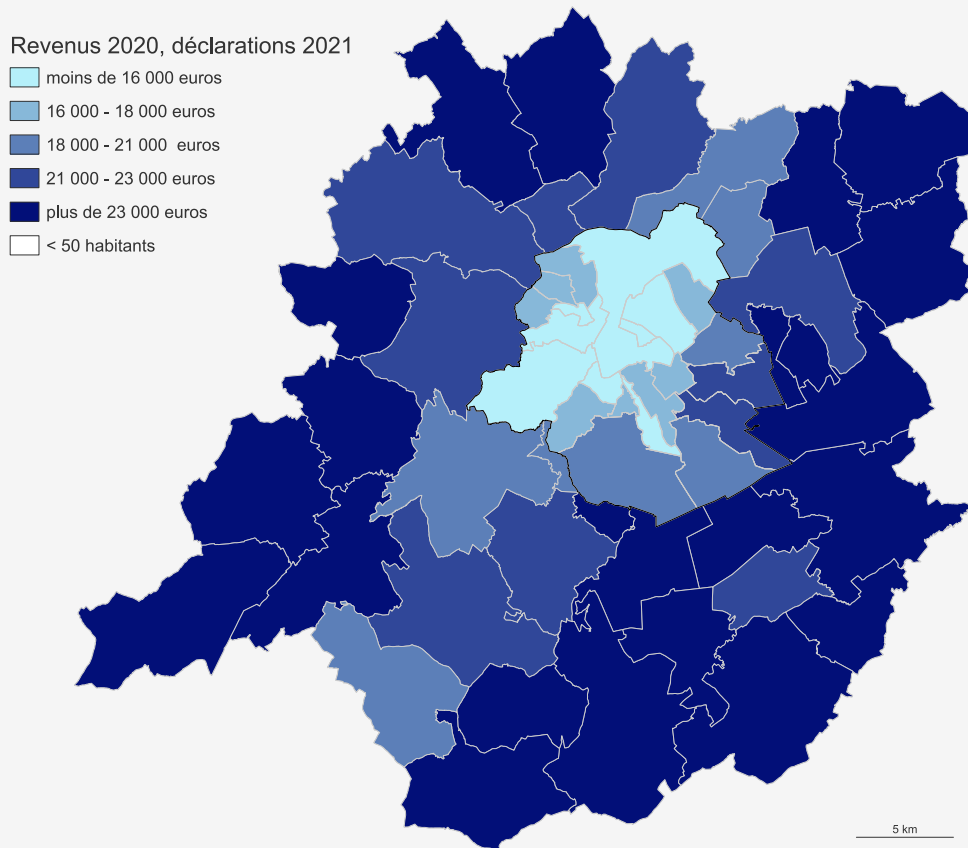 Revenus 2020, déclarations 2021
moins de 16 000 euros
16 000 - 18 000 euros
18 000 - 21 000 euros
21 000 - 23 000 euros
plus de 23 000 euros
< 50 habitants
5 km